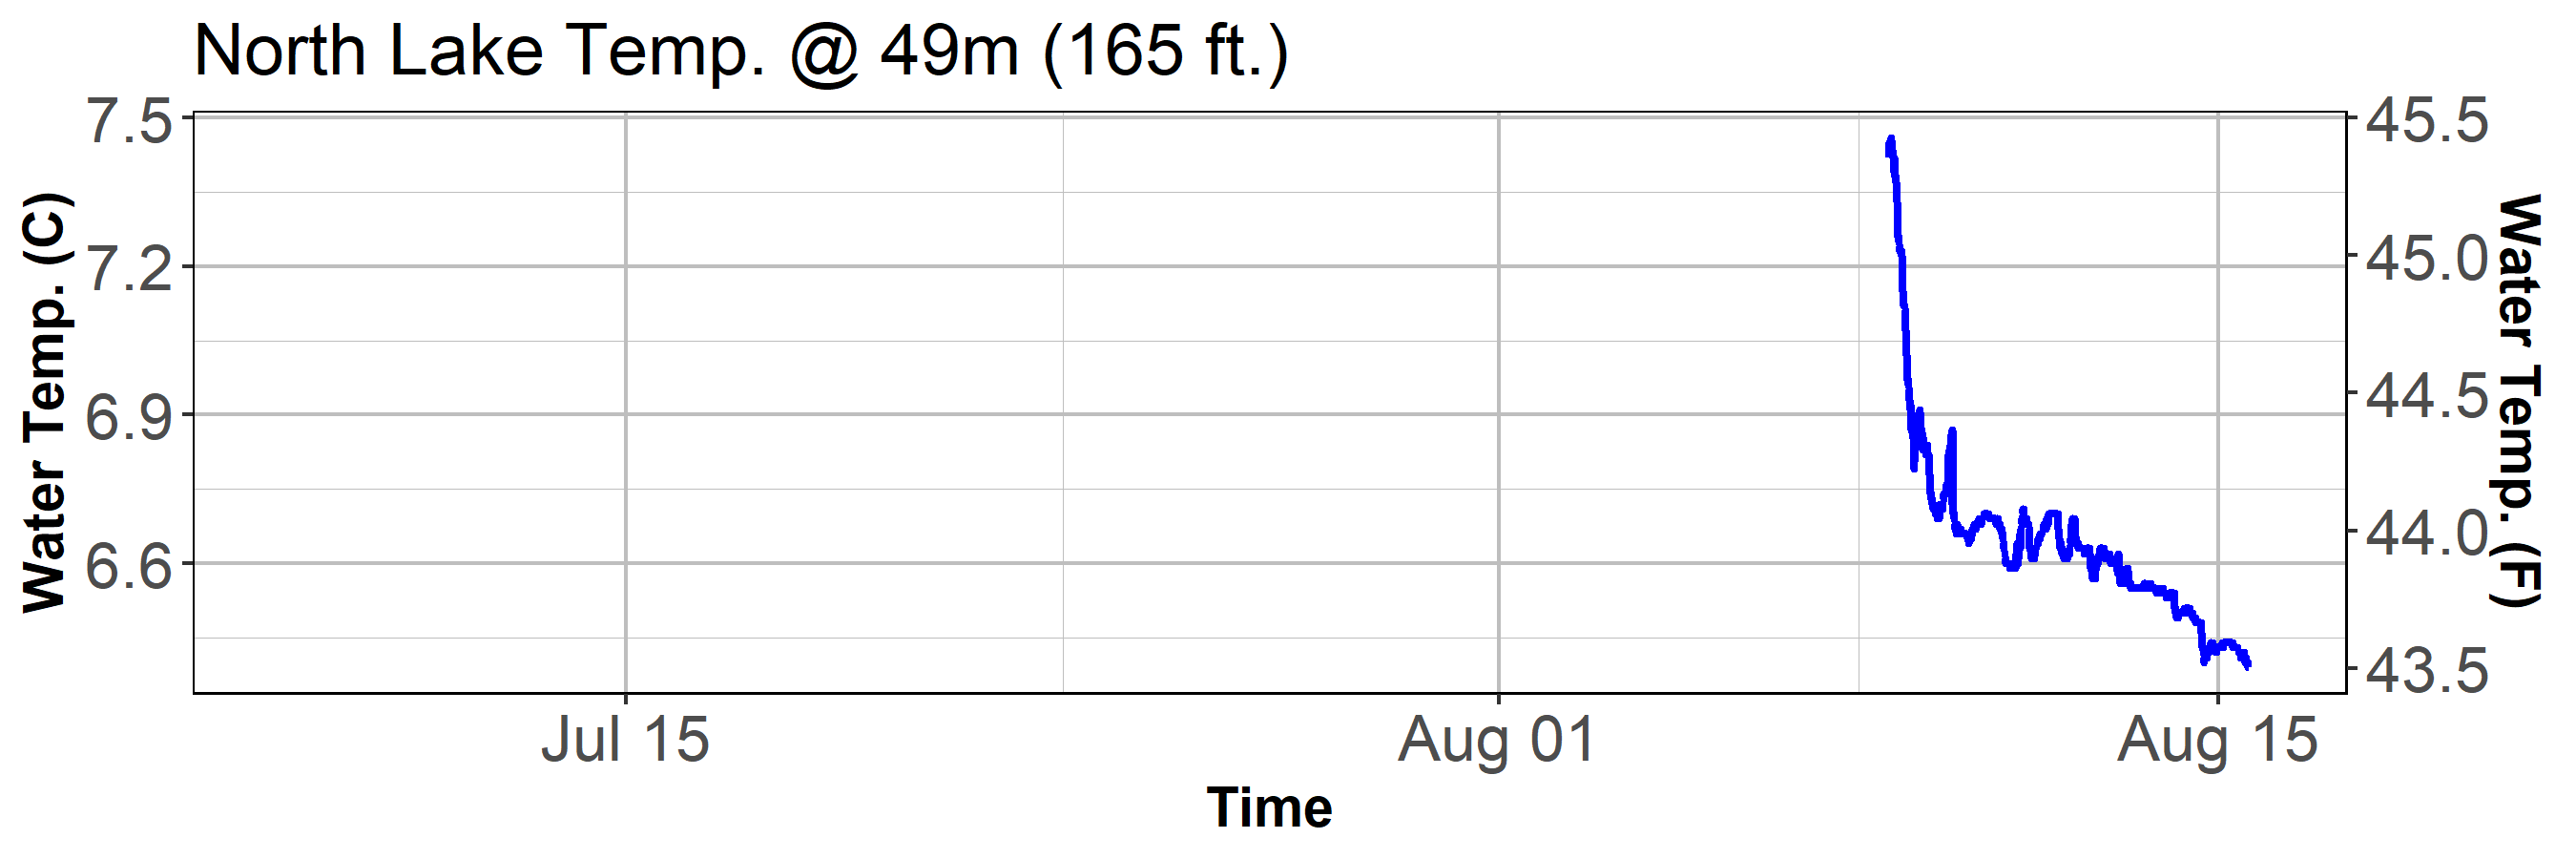 North Lake Temp. @ 49m (165 ft.)
Water Temp. (C)
7.5
7.2
6.9
6.6
45.5
45.0
44.5
44.0
43.5
Water Temp. (F)
Jul 15
Aug 01
Aug 15
Time